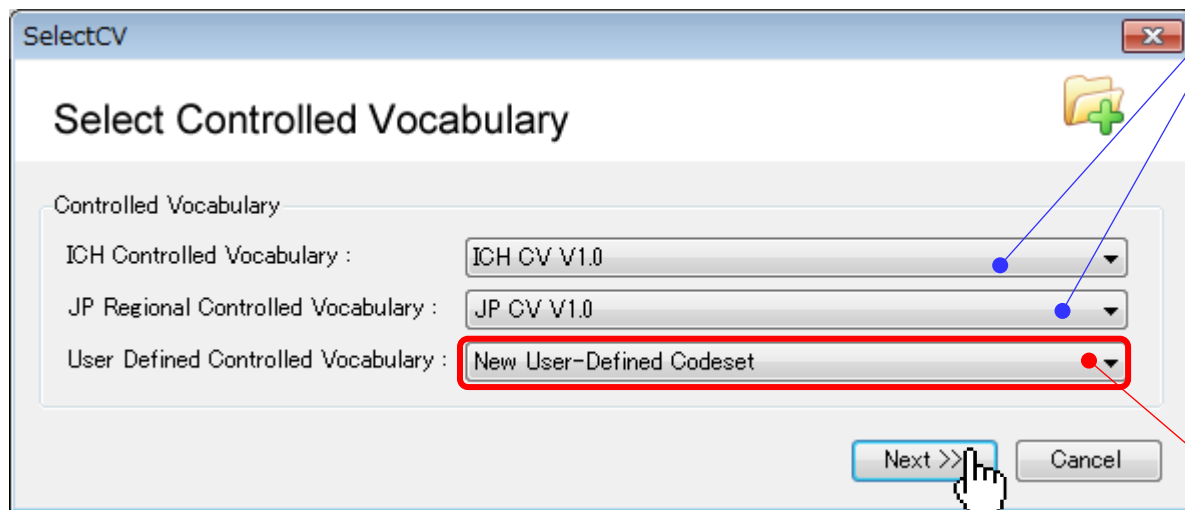 SelectCV
Select Controlled Vocabulary
Controlled Vocabulary
ICH Controlled Vocabulary : ICH CV V1.0
JP Regional Controlled Vocabulary : JP CV V1.0
User Defined Controlled Vocabulary : New User-Defined Codeset
Next >> Cancel